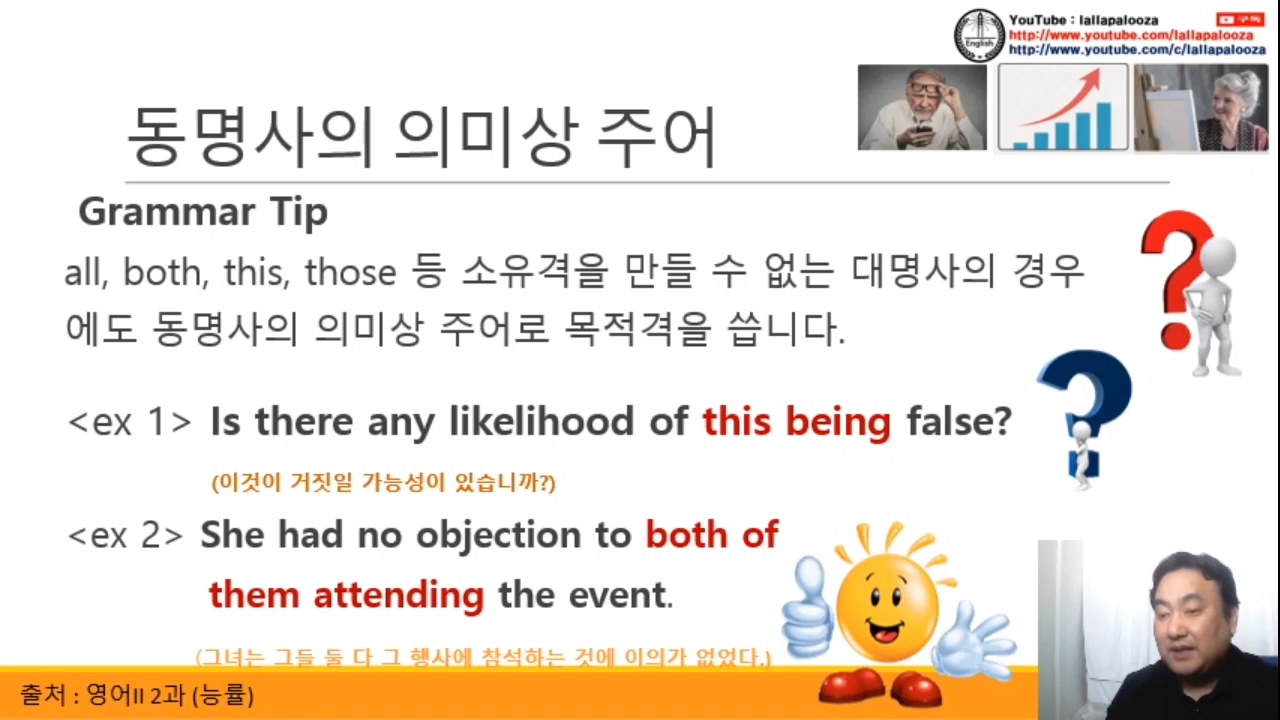 YouTube : lallapalooza
구독
http://www.youtube.com/lallapalooza
http://www.youtube.com/c/lallapalooza
English
동명사의 의미상 주어
Grammar Tip
all, both, this, those 등 소유격을 만들 수 없는 대명사의 경우
에도 동명사의 의미상 주어로 목적격을 씁니다.
<ex 1> Is there any likelihood of this being false?
(이것이 거짓일 가능성이 있습니까?)
<ex 2> She had no objection to both of
them attending the event.
(그녀는 그들 둘 다 그 행사에 참석하는 것에 이의가 없었다.)
출처 : 영어II 2과 (능률)